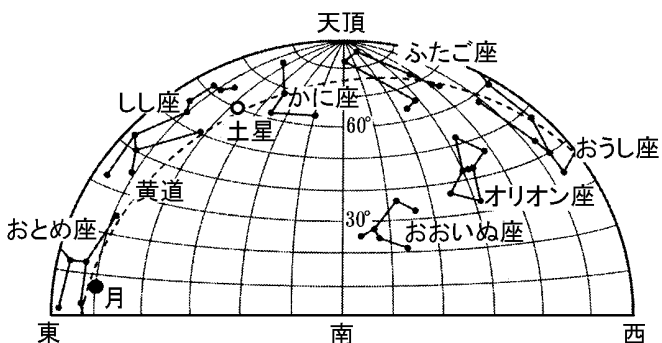 天頂
ふたご座
しし座
かに座
土星
60°
おうし座
黄道
オリオン座
30°
おとめ座
おおいぬ座
月
東
南
西